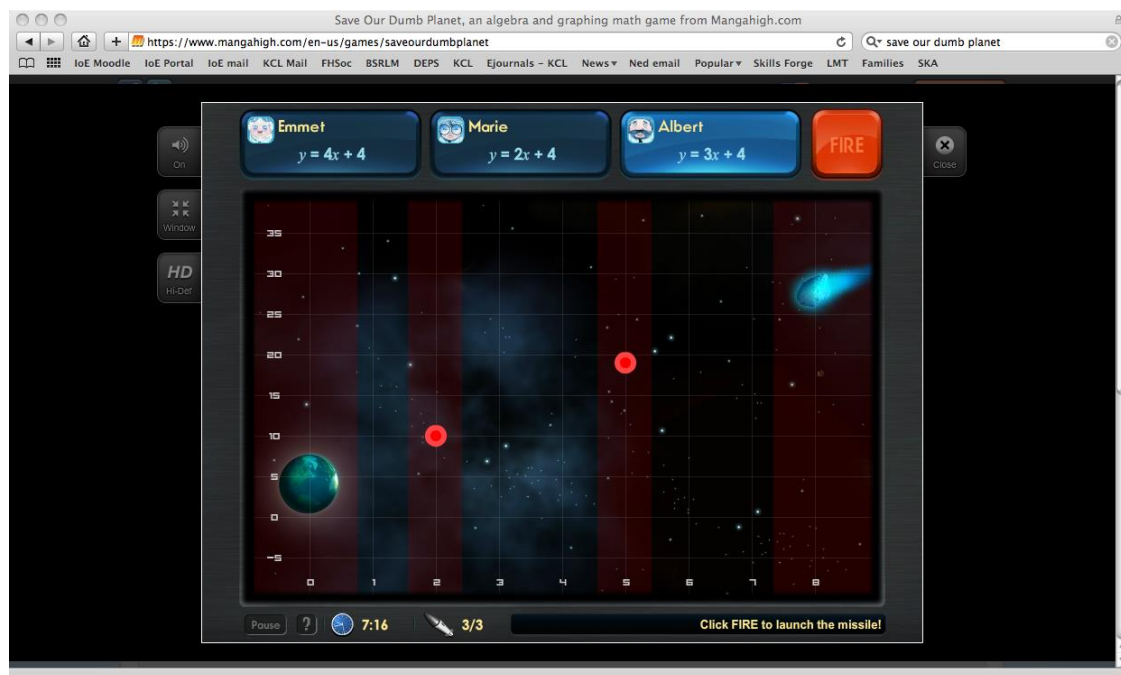 Save Our Dumb Planet, an algebra and graphing math game from Mangahigh.com
https://www.mangahigh.com/en-us/games/saveourdumbplanet save our dumb planet
IoE Moodle IoE Portal IoE mail KCL Mail FHSoc BSRLM DEPS KCL Ejournals - KCL News Ned email Popular Skills Forge LMT Families SKA
Emmet Marie Albert
y = 4x + 4 y = 2x + 4 y = 3x + 4 FIRE
On Close
Window
HD
Hi-Def
35
30
25
20
15
10
5
0
-5
0 1 2 3 4 5 6 7 8
Pause ? 7:16 3/3 Click FIRE to launch the missile!